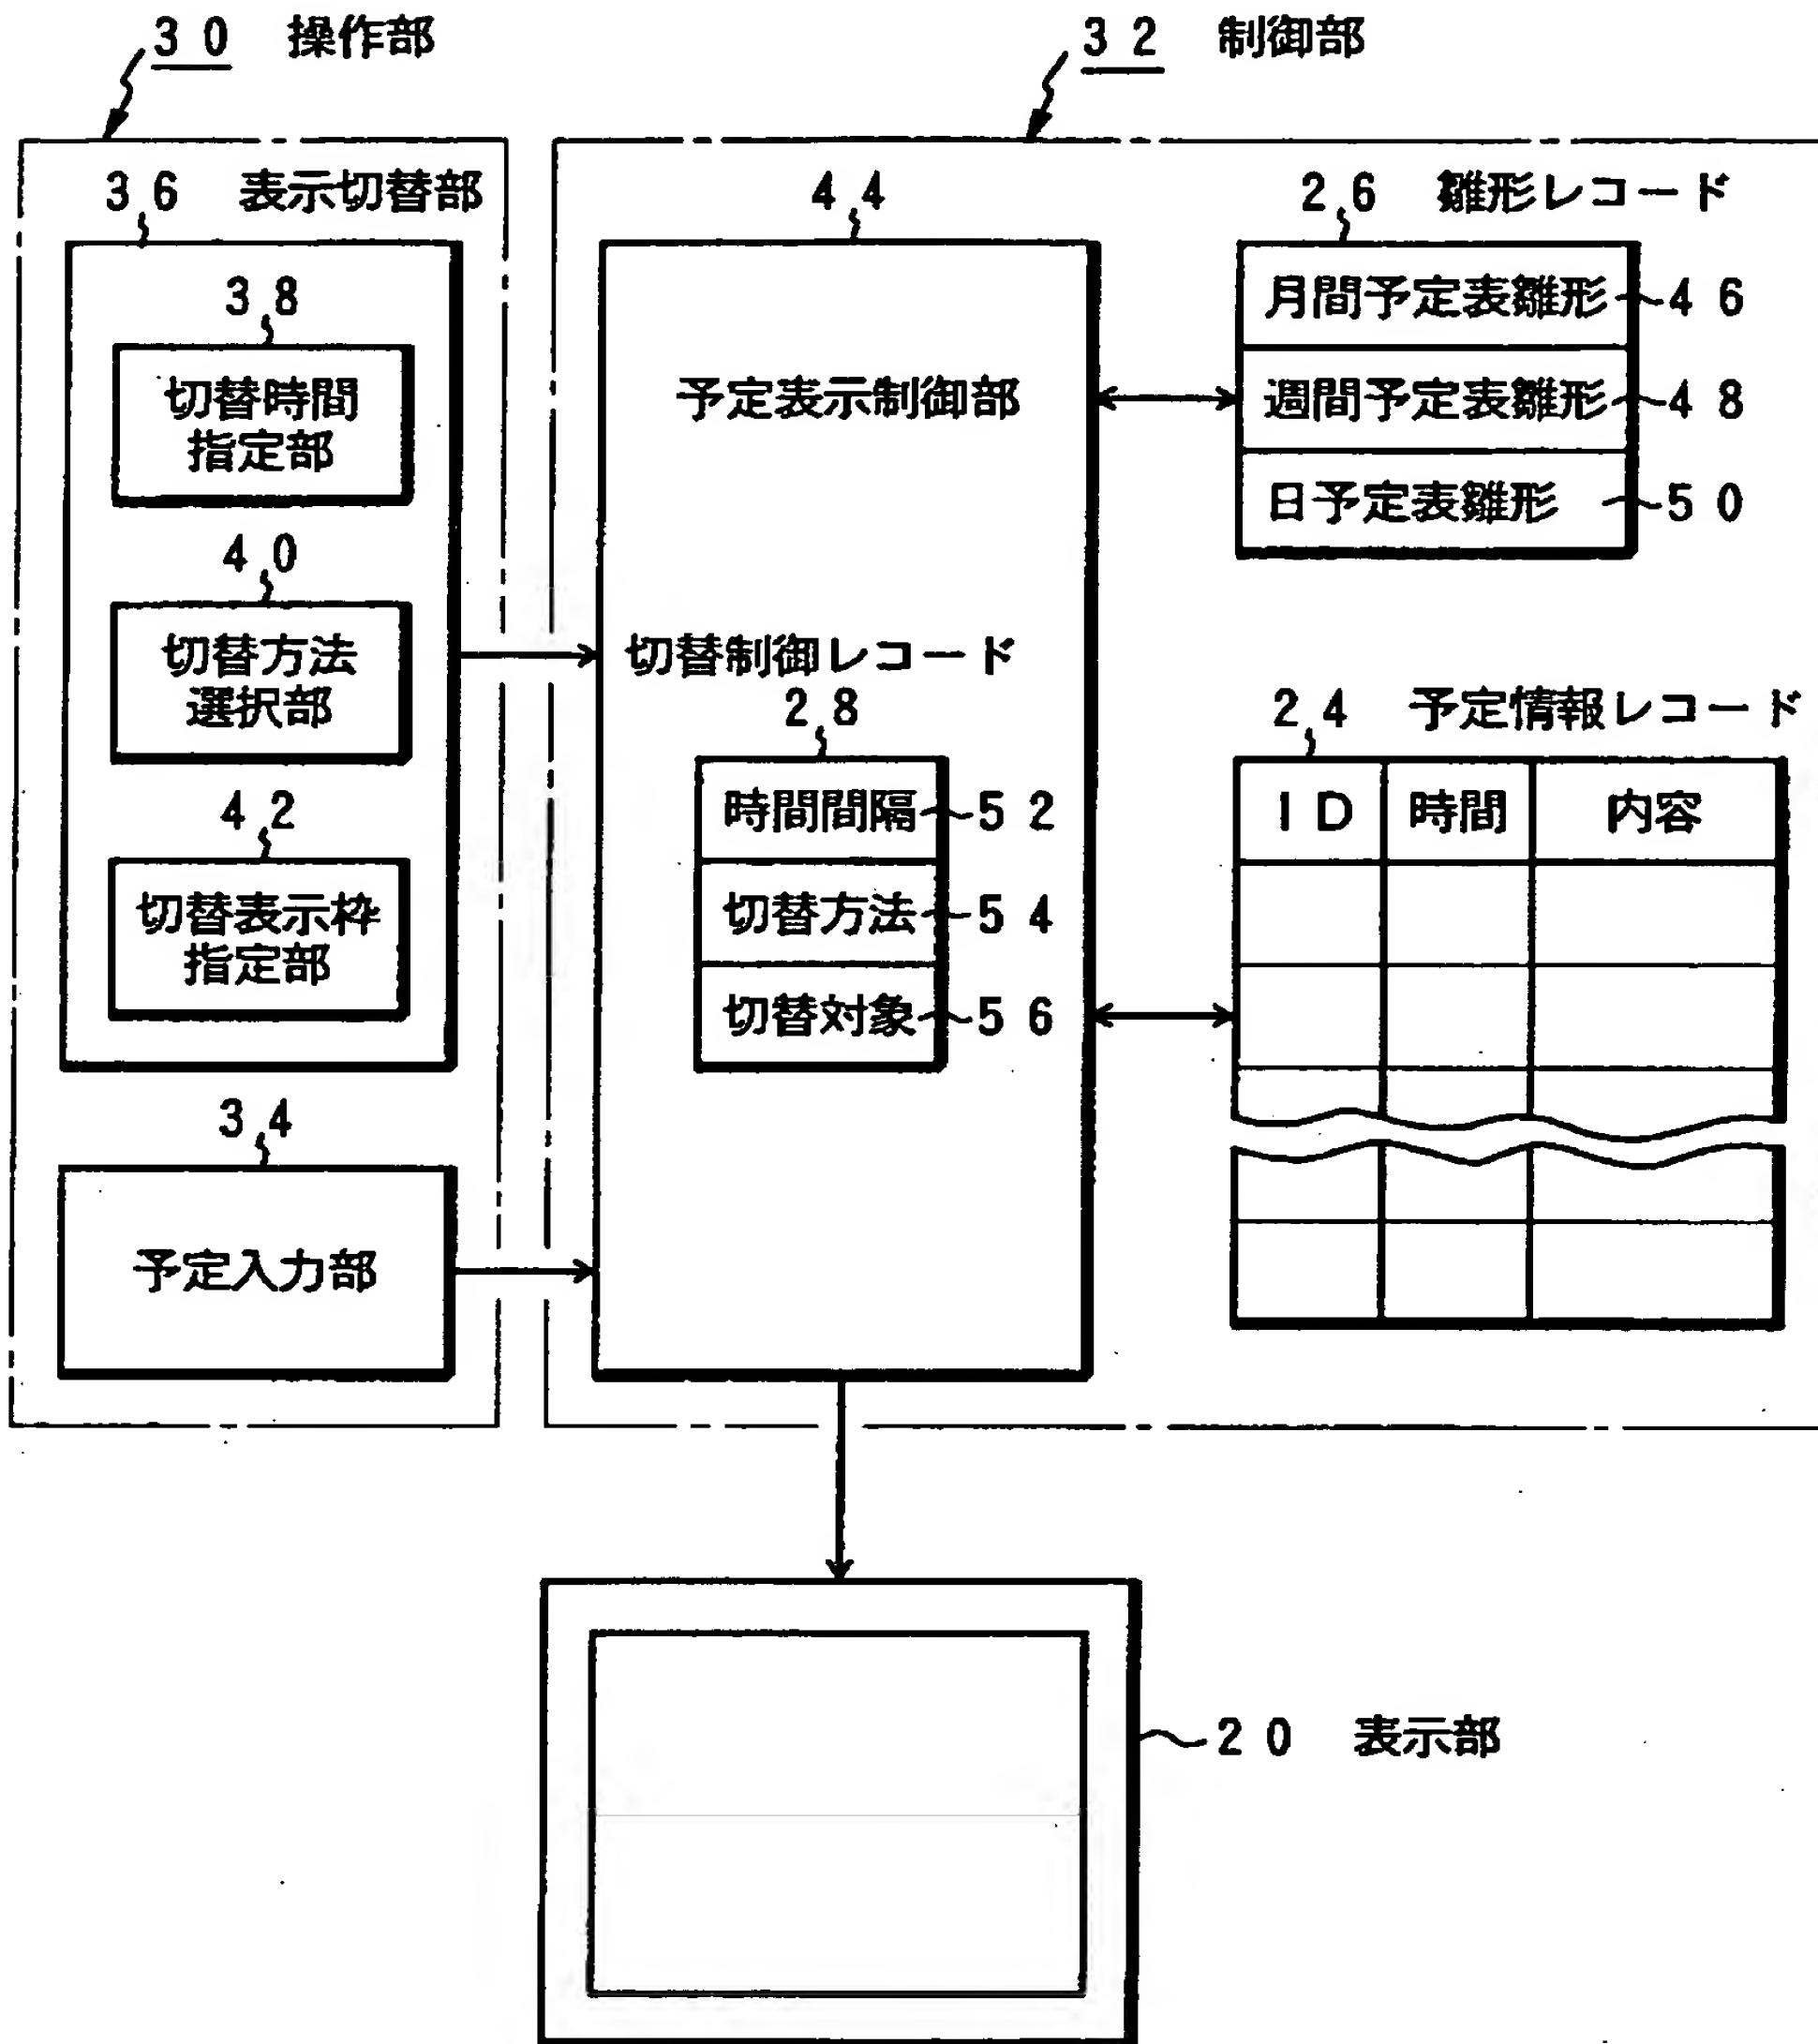 ３０ 操作部
３２ 制御部
３６ 表示切替部
３８
切替時間
指定部
４０
切替方法
選択部
４２
切替表示枠
指定部
３４
予定入力部
４４
予定表示制御部
切替制御レコード
２８
時間間隔 ５２
切替方法 ５４
切替対象 ５６
２６ 雛形レコード
月間予定表雛形 ４６
週間予定表雛形 ４８
日予定表雛形 ５０
２４ 予定情報レコード
ＩＤ 時間 内容
２０ 表示部